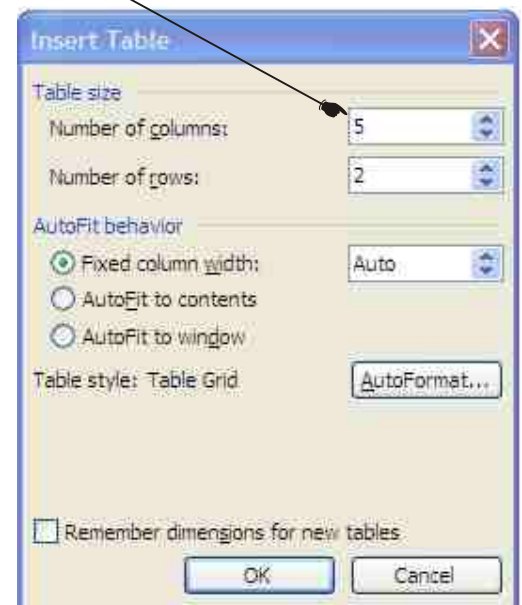 Insert Table
Table size
Number of columns: 5
Number of rows: 2
AutoFit behavior
Fixed column width: Auto
AutoFit to contents
AutoFit to window
Table style: Table Grid AutoFormat...
Remember dimensions for new tables
OK Cancel